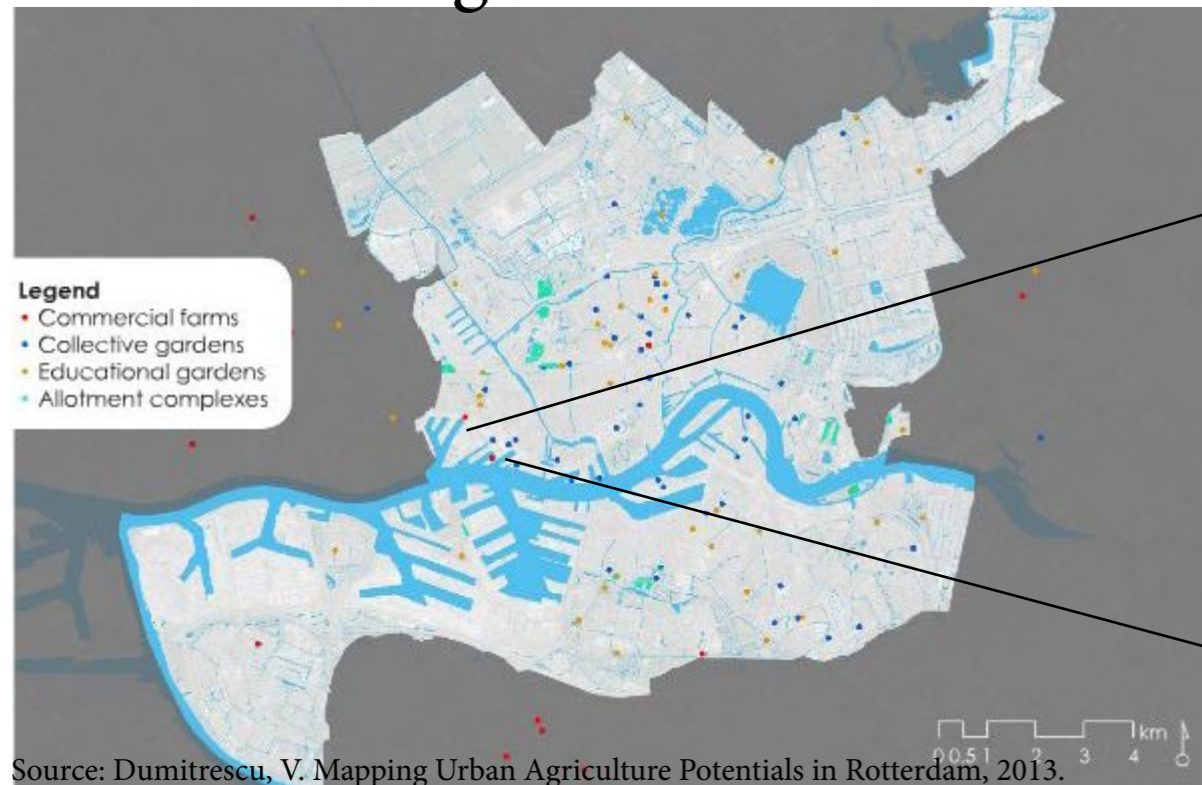 Legend
Commercial farms
Collective gardens
Educational gardens
Allotment complexes
km
0 0.5 1 2 3 4
Source: Dumitrescu, V. Mapping Urban Agriculture Potentials in Rotterdam, 2013.